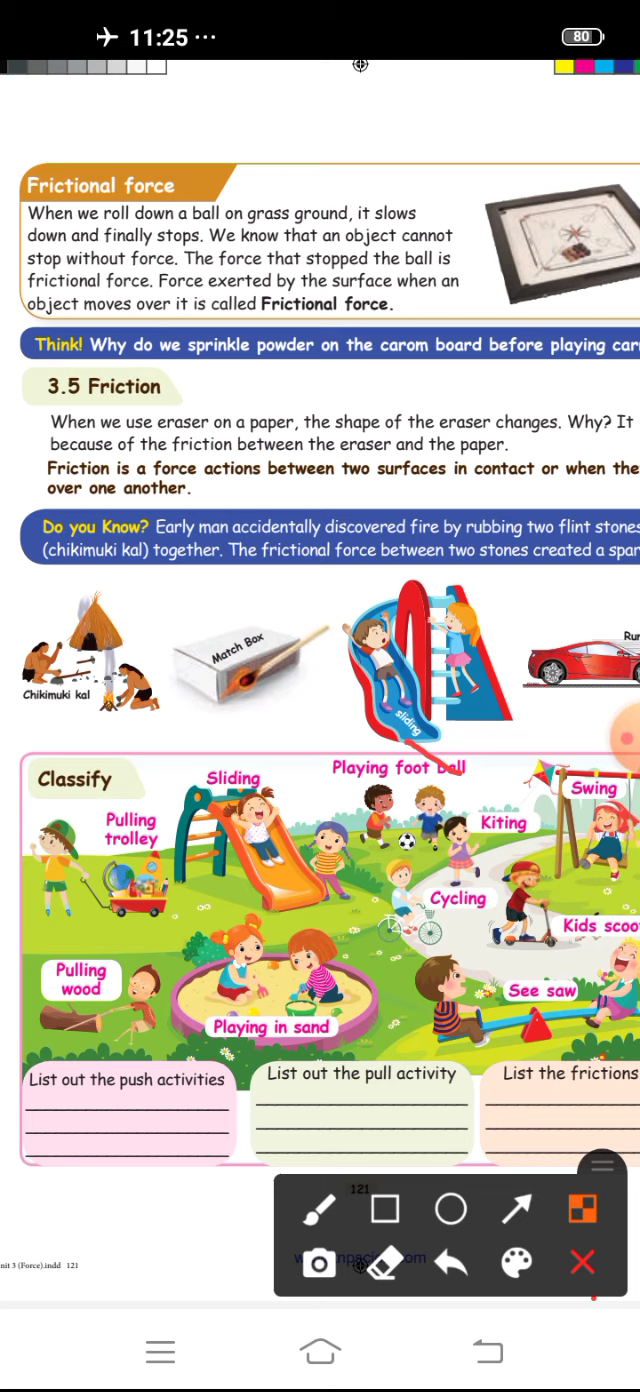 11:25 ...
80
Frictional force
When we roll down a ball on grass ground, it slows
down and finally stops. We know that an object cannot
stop without force. The force that stopped the ball is
frictional force. Force exerted by the surface when an
object moves over it is called Frictional force.
Think! Why do we sprinkle powder on the carom board before playing
3.5 Friction
When we use eraser on a paper, the shape of the eraser changes. Why? It
because of the friction between the eraser and the paper.
Friction is a force actions between two surfaces in contact or when
over one another.
Do you Know? Early man accidentally discovered fire by rubbing two flint stones
(chikimuki kal) together. The frictional force between two stones created a
Chikimuki kal
Match Box
sliding
Classify
Sliding
Playing foot ball
Swing
Pulling
trolley
Kiting
Cycling
Kids
Pulling
wood
See saw
Playing in sand
List out the push activities
List out the pull activity
List the frictions
121
nit 3 (Force).indd 121